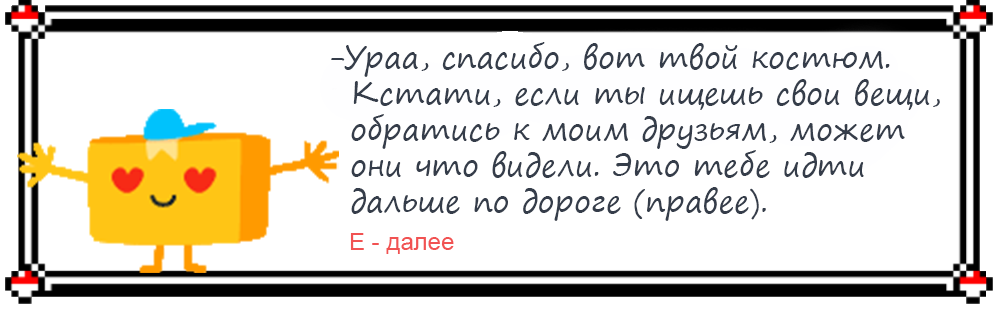 -Ураа, спасибо, вот твой костюм.
Кстати, если ты ищешь свои вещи,
обратись к моим друзьям, может
они что видели. Это тебе идти
дальше по дороге (правее).
Е - далее